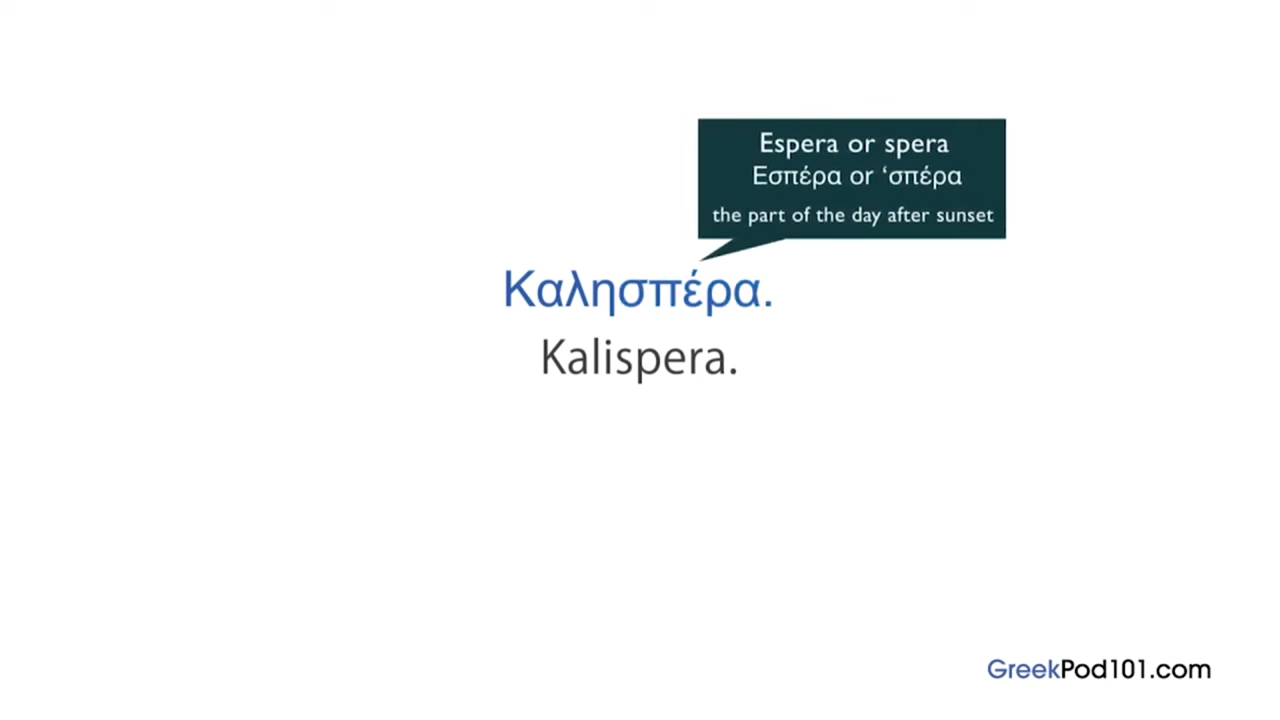 Espera or spera
Εσπέρα or ‘σπέρα
the part of the day after sunset
Καλησπέρα.
Kalispera.
GreekPod101.com